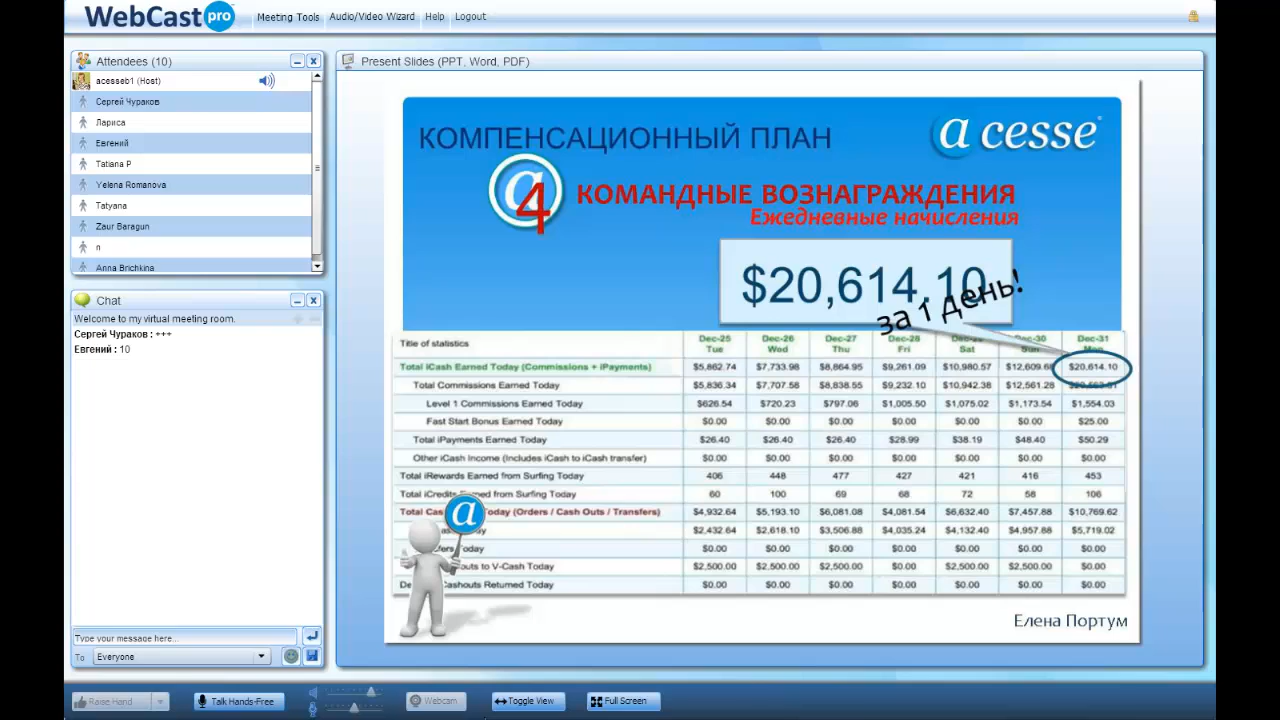 WebCast pro
Meeting Tools Audio/Video Wizard Help Logout
Attendees (10)
acesseb1 (Host)
Сергей Чураков
Лариса
Евгений
Tatiana P
Yelena Romanova
Tatyana
Zaur Baragun
n
Anna Brichkina
Chat
Welcome to my virtual meeting room.
Сергей Чураков : +++
Евгений : 10
Type your message here...
To Everyone
Present Slides (PPT, Word, PDF)
КОМПЕНСАЦИОННЫЙ ПЛАН
a cesse
a
4
КОМАНДНЫЕ ВОЗНАГРАЖДЕНИЯ
Ежедневные начисления
$20,614.10
за 1 день!
Title of statistics Dec-25 Tue Dec-26 Wed Dec-27 Thu Dec-28 Fri Sat Sun Dec-31 Mon
Total iCash Earned Today (Commissions + iPayments) $5,862.74 $7,733.98 $8,864.95 $9,261.09 $10,980.57 $12,609.68 $20,614.10
Total Commissions Earned Today $5,836.34 $7,707.58 $8,838.55 $9,232.10 $10,942.38 $12,561.28
Level 1 Commissions Earned Today $626.54 $720.23 $797.06 $1,005.50 $1,075.02 $1,173.54 $1,554.03
Fast Start Bonus Earned Today $0.00 $0.00 $0.00 $0.00 $0.00 $0.00 $25.00
Total iPayments Earned Today $26.40 $26.40 $26.40 $28.99 $38.19 $48.40 $50.29
Other iCash Income (Includes iCash to iCash transfer) $0.00 $0.00 $0.00 $0.00 $0.00 $0.00 $0.00
Total iRewards Earned from Surfing Today 406 448 477 427 421 416 453
Total iCredits Earned from Surfing Today 60 100 69 68 72 58 106
Total Today (Orders / Cash Outs / Transfers) $4,932.64 $5,193.10 $6,081.08 $4,081.54 $6,632.40 $7,457.88 $10,769.62
$2,432.64 $2,618.10 $3,506.88 $4,035.24 $4,132.40 $4,957.88 $5,719.02
Today $0.00 $0.00 $0.00 $0.00 $0.00 $0.00 $0.00
to V-Cash Today $2,500.00 $2,500.00 $2,500.00 $0.00 $2,500.00 $2,500.00 $0.00
Cashouts Returned Today $0.00 $0.00 $0.00 $0.00 $0.00 $0.00 $0.00
a
Елена Портум
Raise Hand Talk Hands-Free Webcam Toggle View Full Screen